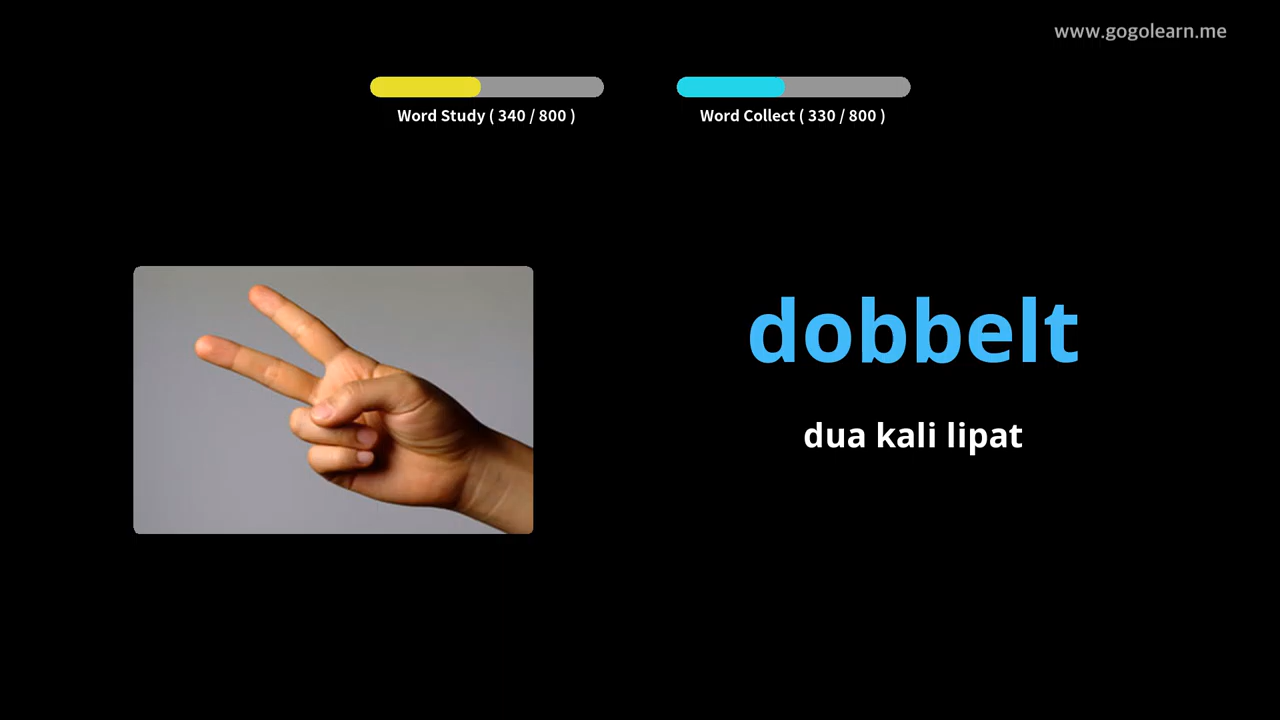 www.gogolearn.me
Word Study ( 340 / 800 )
Word Collect ( 330 / 800 )
dobbelt
dua kali lipat